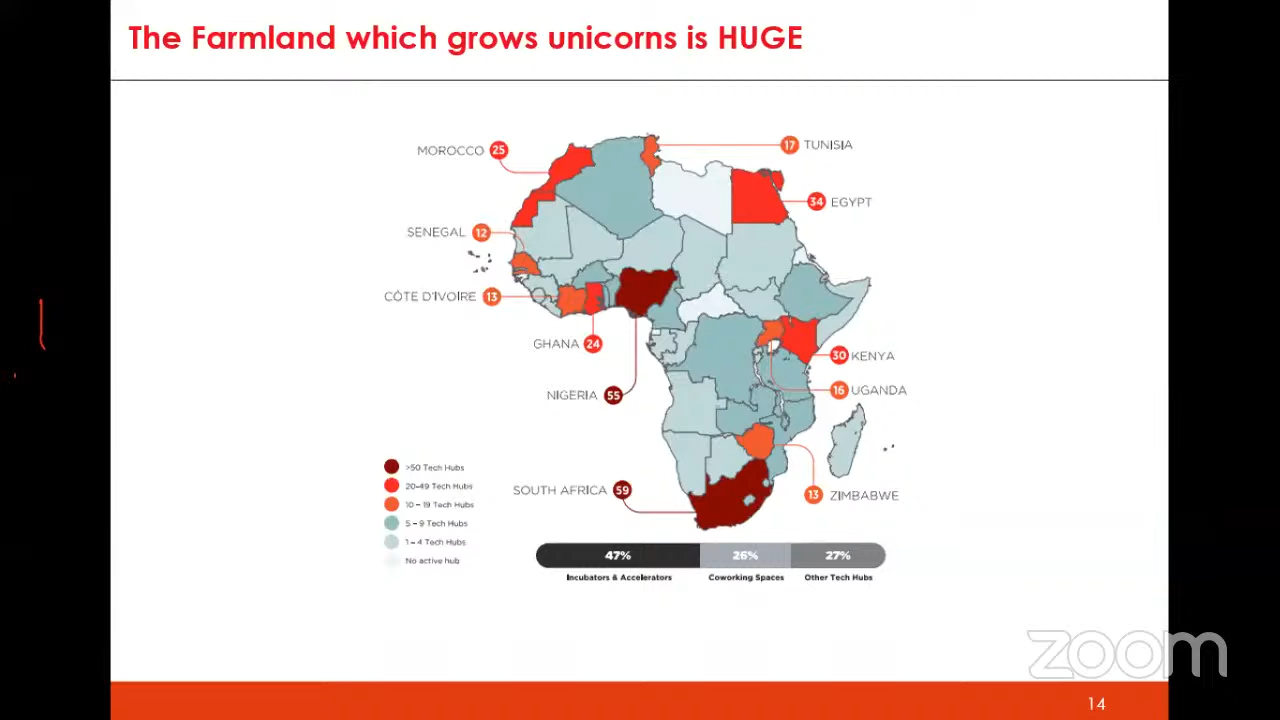 The Farmland which grows unicorns is HUGE
MOROCCO 25
17 TUNISIA
34 EGYPT
SENEGAL 12
CÔTE D'IVOIRE 13
GHANA 24
30 KENYA
16 UGANDA
NIGERIA 55
SOUTH AFRICA 59
13 ZIMBABWE
>50 Tech Hubs
20-49 Tech Hubs
10 – 19 Tech Hubs
5 – 9 Tech Hubs
1 – 4 Tech Hubs
No active hub
47% 26% 27%
Incubators & Accelerators Coworking Spaces Other Tech Hubs
zoom
14